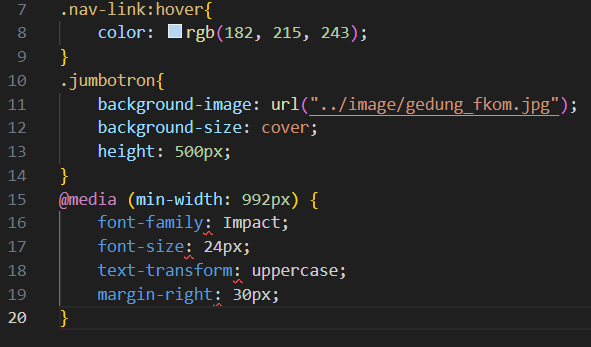 7 .nav-link:hover{
8 color: rgb(182, 215, 243);
9 }
10 .jumbotron{
11 background-image: url("../image/gedung_fkom.jpg");
12 background-size: cover;
13 height: 500px;
14 }
15 @media (min-width: 992px) {
16 font-family: Impact;
17 font-size: 24px;
18 text-transform: uppercase;
19 margin-right: 30px;
20 }